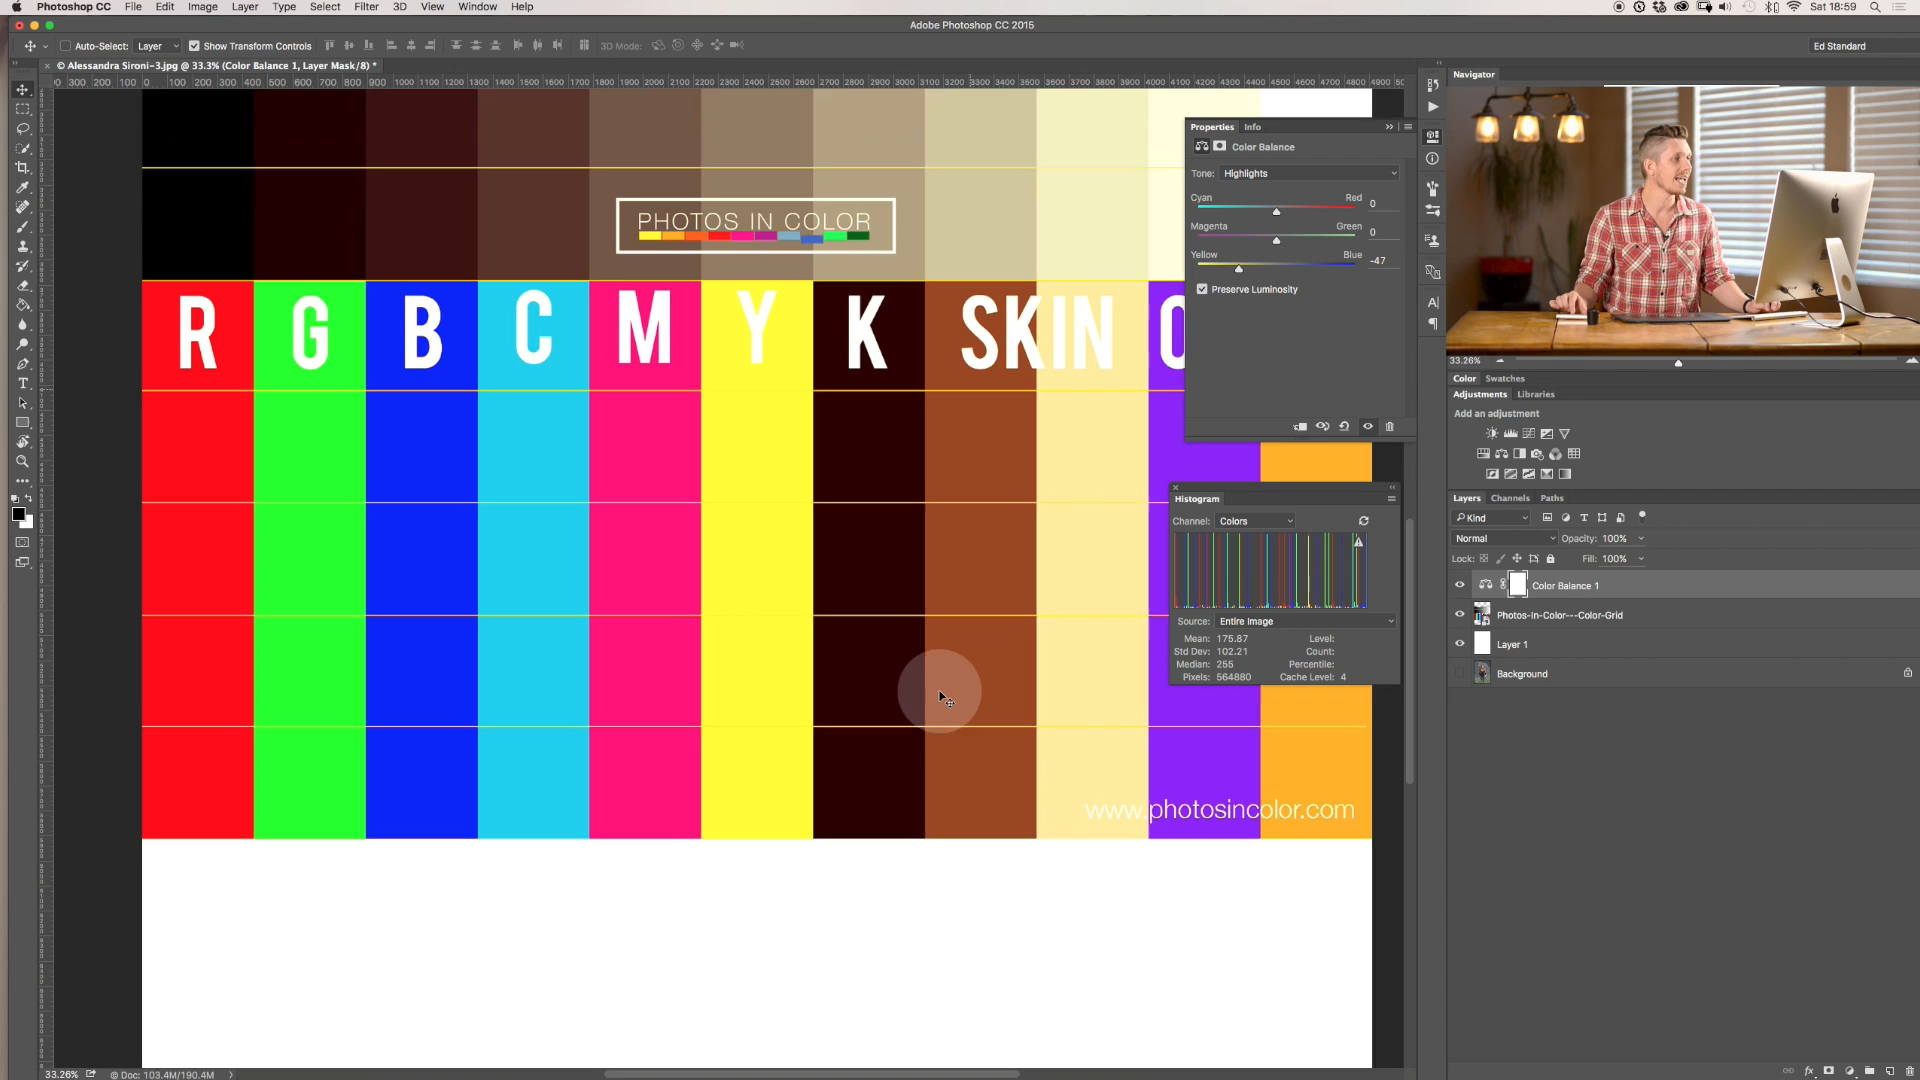 Photoshop CC File Edit Image Layer Type Select Filter 3D View Window Help
Sat 18:59
Adobe Photoshop CC 2015
Auto-Select: Layer Show Transform Controls
3D Mode:
Ed Standard
© Alessandra Sironi-3.jpg @ 33.3% (Color Balance 1, Layer Mask/8) *
PHOTOS IN COLOR
R G B C M Y K SKIN
www.photosincolor.com
Properties Info
Color Balance
Tone: Highlights
Cyan Red 0
Magenta Green 0
Yellow Blue -47
Preserve Luminosity
Histogram
Channel: Colors
Source: Entire Image
Mean: 175.87 Level:
Std Dev: 102.21 Count:
Median: 255 Percentile:
Pixels: 564880 Cache Level: 4
Navigator
33.26%
Color Swatches
Adjustments Libraries
Add an adjustment
Layers Channels Paths
Kind
Normal Opacity: 100%
Lock: Fill: 100%
Color Balance 1
Photos-In-Color---Color-Grid
Layer 1
Background
33.26% Doc: 103.4M/190.4M